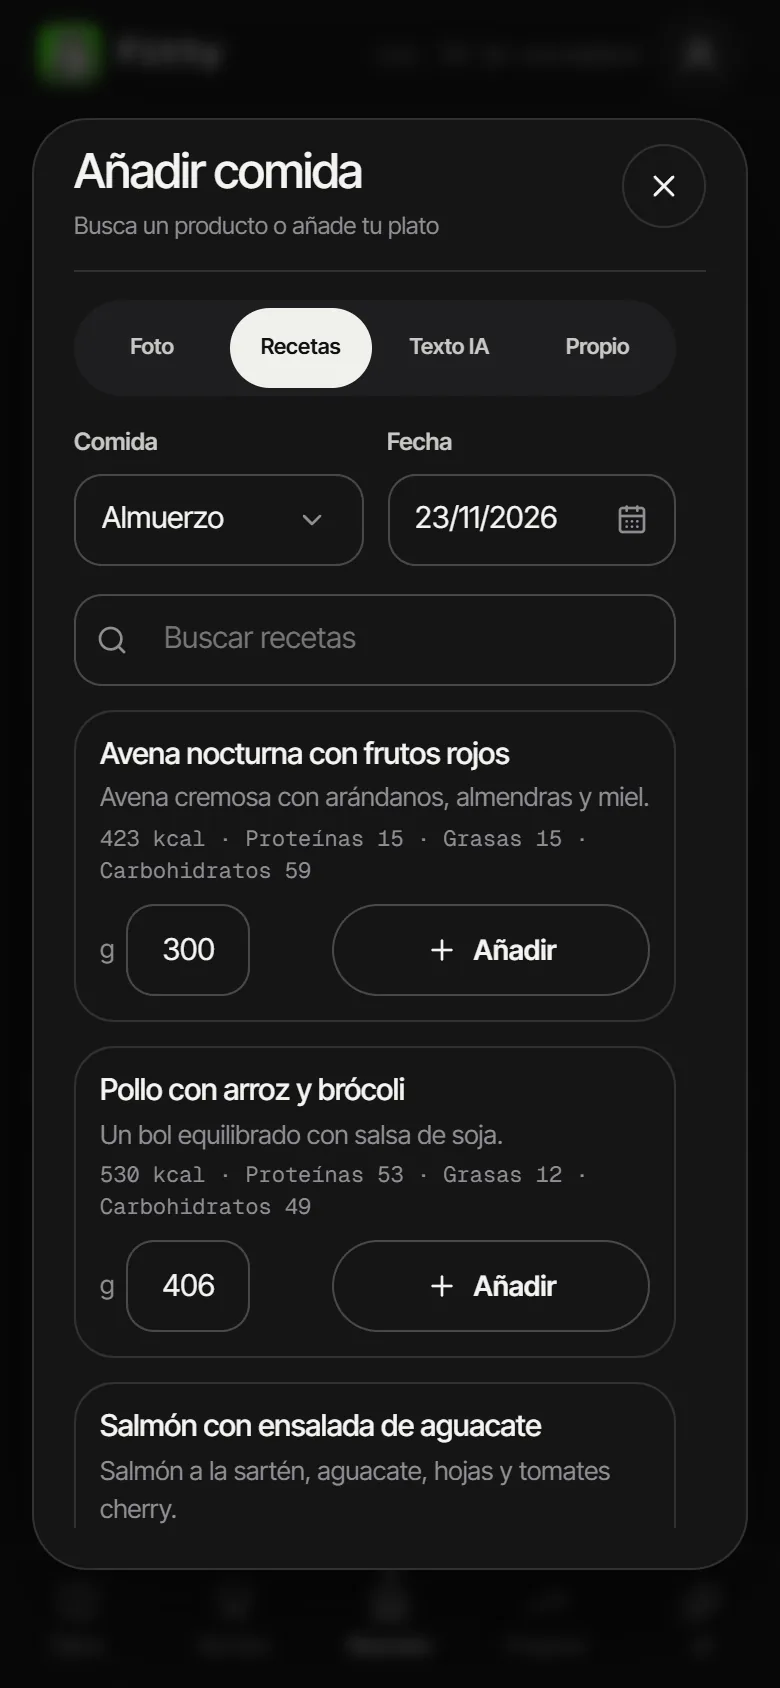 Añadir comida
Busca un producto o añade tu plato
Foto Recetas Texto IA Propio
Comida Fecha
Almuerzo 23/11/2026
Buscar recetas
Avena nocturna con frutos rojos
Avena cremosa con arándanos, almendras y miel.
423 kcal · Proteínas 15 · Grasas 15 ·
Carbohidratos 59
g 300 + Añadir
Pollo con arroz y brócoli
Un bol equilibrado con salsa de soja.
530 kcal · Proteínas 53 · Grasas 12 ·
Carbohidratos 49
g 406 + Añadir
Salmón con ensalada de aguacate
Salmón a la sartén, aguacate, hojas y tomates
cherry.